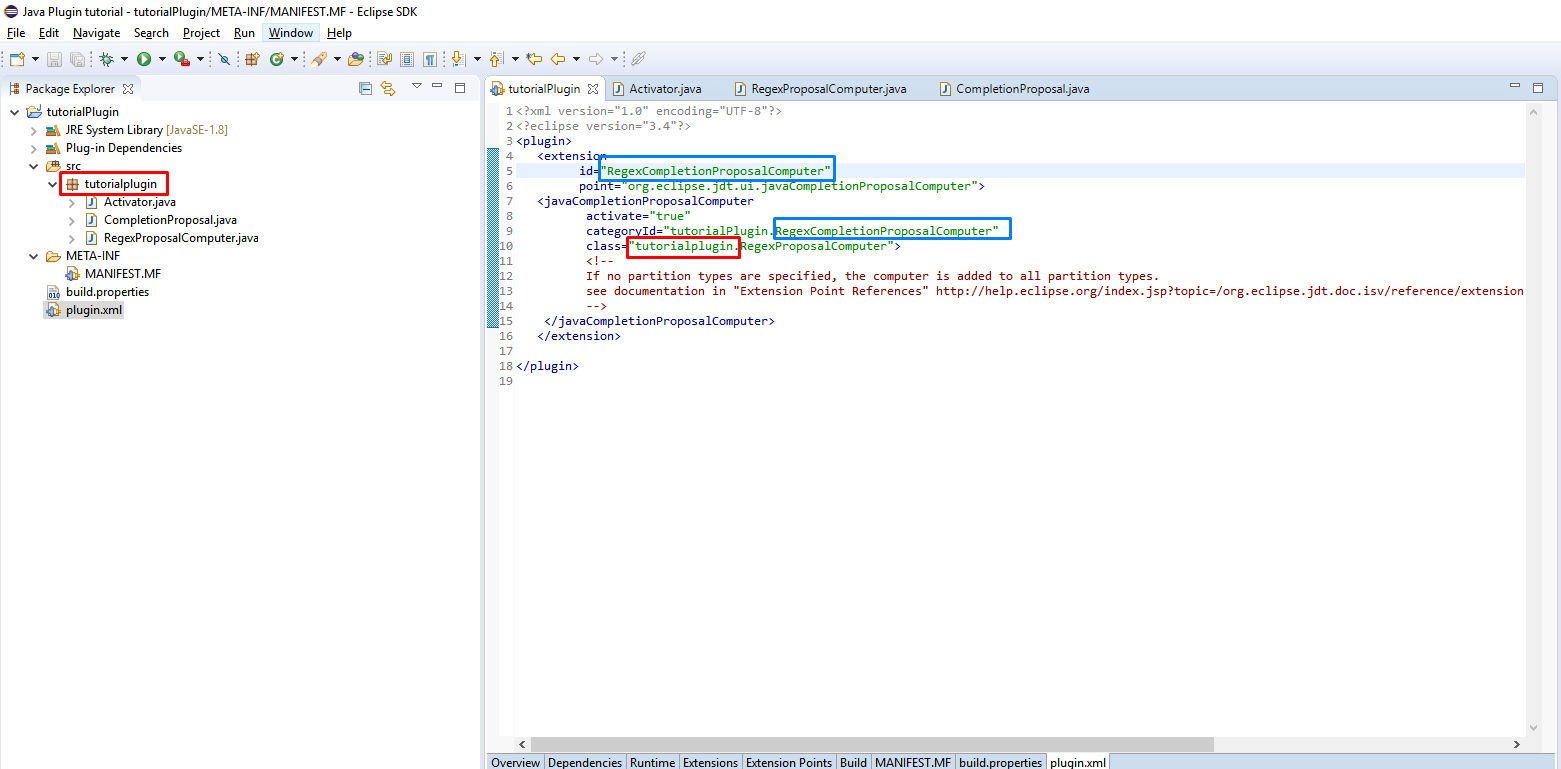 Java Plugin tutorial - tutorialPlugin/META-INF/MANIFEST.MF - Eclipse SDK
File Edit Navigate Search Project Run Window Help
Package Explorer
tutorialPlugin
JRE System Library [JavaSE-1.8]
Plug-in Dependencies
src
tutorialplugin
Activator.java
CompletionProposal.java
RegexProposalComputer.java
META-INF
MANIFEST.MF
build.properties
plugin.xml
tutorialPlugin Activator.java RegexProposalComputer.java CompletionProposal.java
1 <?xml version="1.0" encoding="UTF-8"?>
2 <?eclipse version="3.4"?>
3 <plugin>
4 <extension
5 id="RegexCompletionProposalComputer"
6 point="org.eclipse.jdt.ui.javaCompletionProposalComputer">
7 <javaCompletionProposalComputer
8 activate="true"
9 categoryId="tutorialPlugin.RegexCompletionProposalComputer"
10 class="tutorialplugin.RegexProposalComputer">
11 <!--
12 If no partition types are specified, the computer is added to all partition types.
13 see documentation in "Extension Point References" http://help.eclipse.org/index.jsp?topic=/org.eclipse.jdt.doc.isv/reference/extension
14 -->
15 </javaCompletionProposalComputer>
16 </extension>
17
18 </plugin>
19
Overview Dependencies Runtime Extensions Extension Points Build MANIFEST.MF build.properties plugin.xml